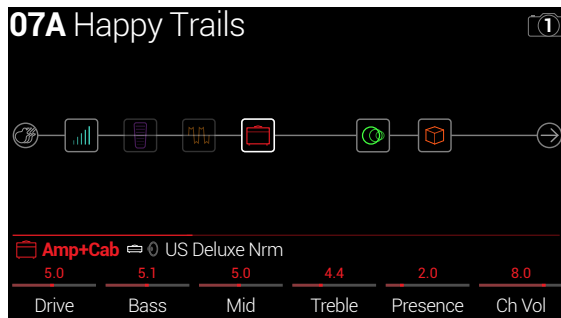 07A Happy Trails
1
Amp+Cab US Deluxe Nrm
5.0 5.1 5.0 4.4 2.0 8.0
Drive Bass Mid Treble Presence Ch Vol